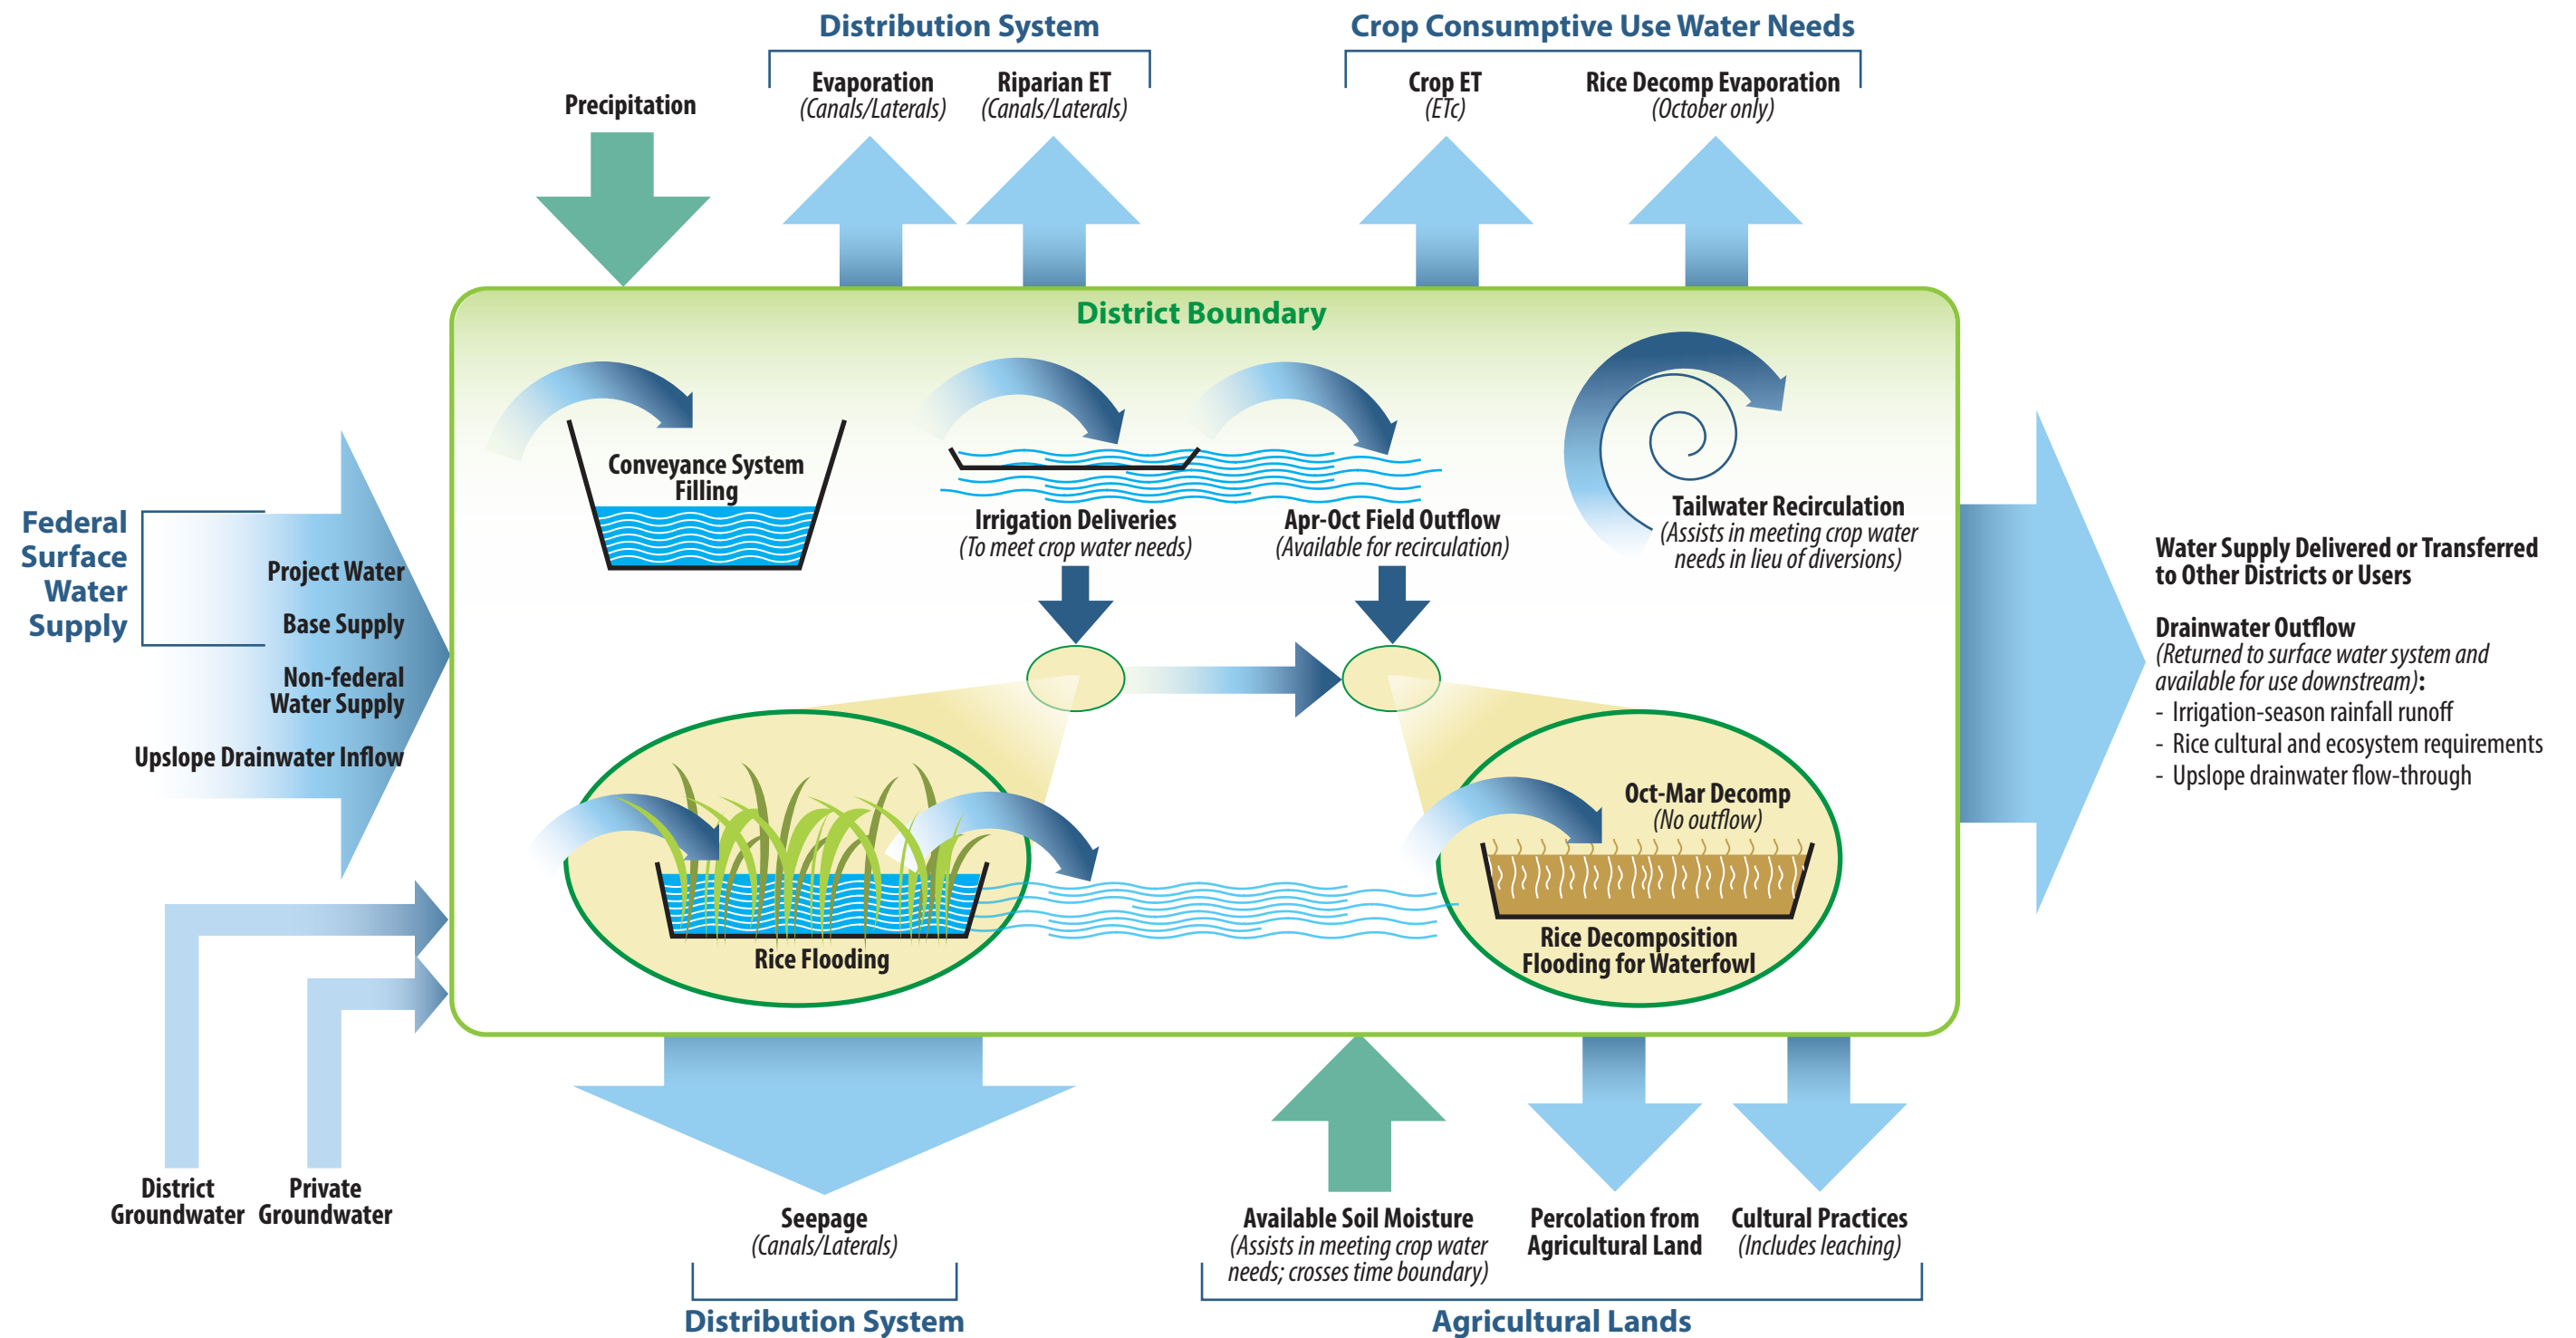 Distribution System
Crop Consumptive Use Water Needs
Precipitation
Evaporation
(Canals/Laterals)
Riparian ET
(Canals/Laterals)
Crop ET
(ETc)
Rice Decomp Evaporation
(October only)
District Boundary
Federal
Surface
Water
Supply
Project Water
Base Supply
Non-federal
Water Supply
Upslope Drainwater Inflow
Conveyance System
Filling
Irrigation Deliveries
(To meet crop water needs)
Apr-Oct Field Outflow
(Available for recirculation)
Tailwater Recirculation
(Assists in meeting crop water
needs in lieu of diversions)
Water Supply Delivered or Transferred
to Other Districts or Users
Drainwater Outflow
(Returned to surface water system and
available for use downstream):
- Irrigation-season rainfall runoff
- Rice cultural and ecosystem requirements
- Upslope drainwater flow-through
Rice Flooding
Oct-Mar Decomp
(No outflow)
Rice Decomposition
Flooding for Waterfowl
District
Groundwater
Private
Groundwater
Seepage
(Canals/Laterals)
Distribution System
Available Soil Moisture
(Assists in meeting crop water
needs; crosses time boundary)
Percolation from
Agricultural Land
Cultural Practices
(Includes leaching)
Agricultural Lands